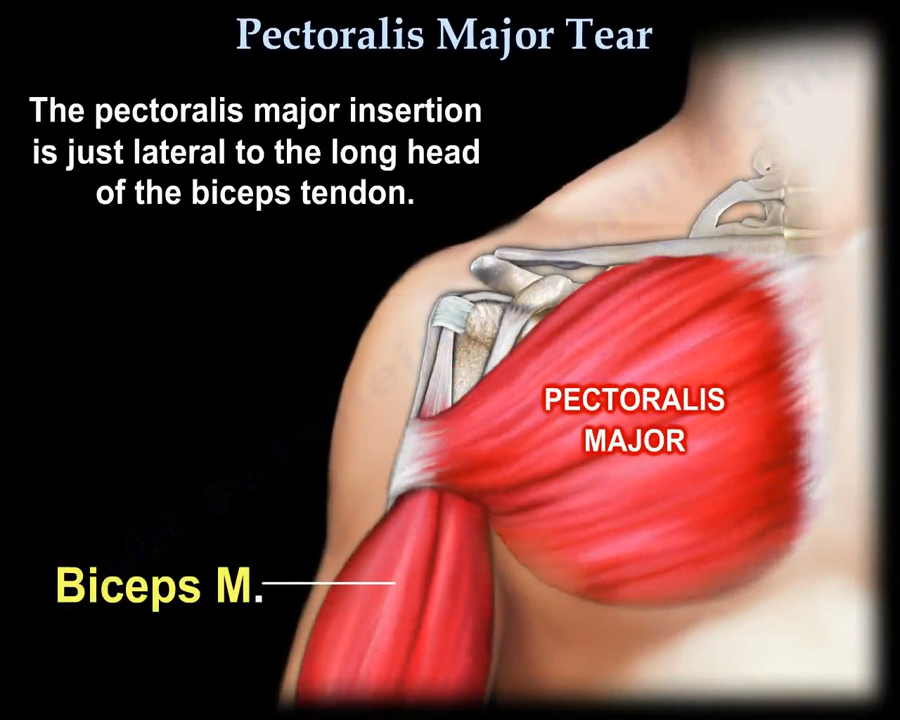 Pectoralis Major Tear
The pectoralis major insertion
is just lateral to the long head
of the biceps tendon.
PECTORALIS
MAJOR
Biceps M.